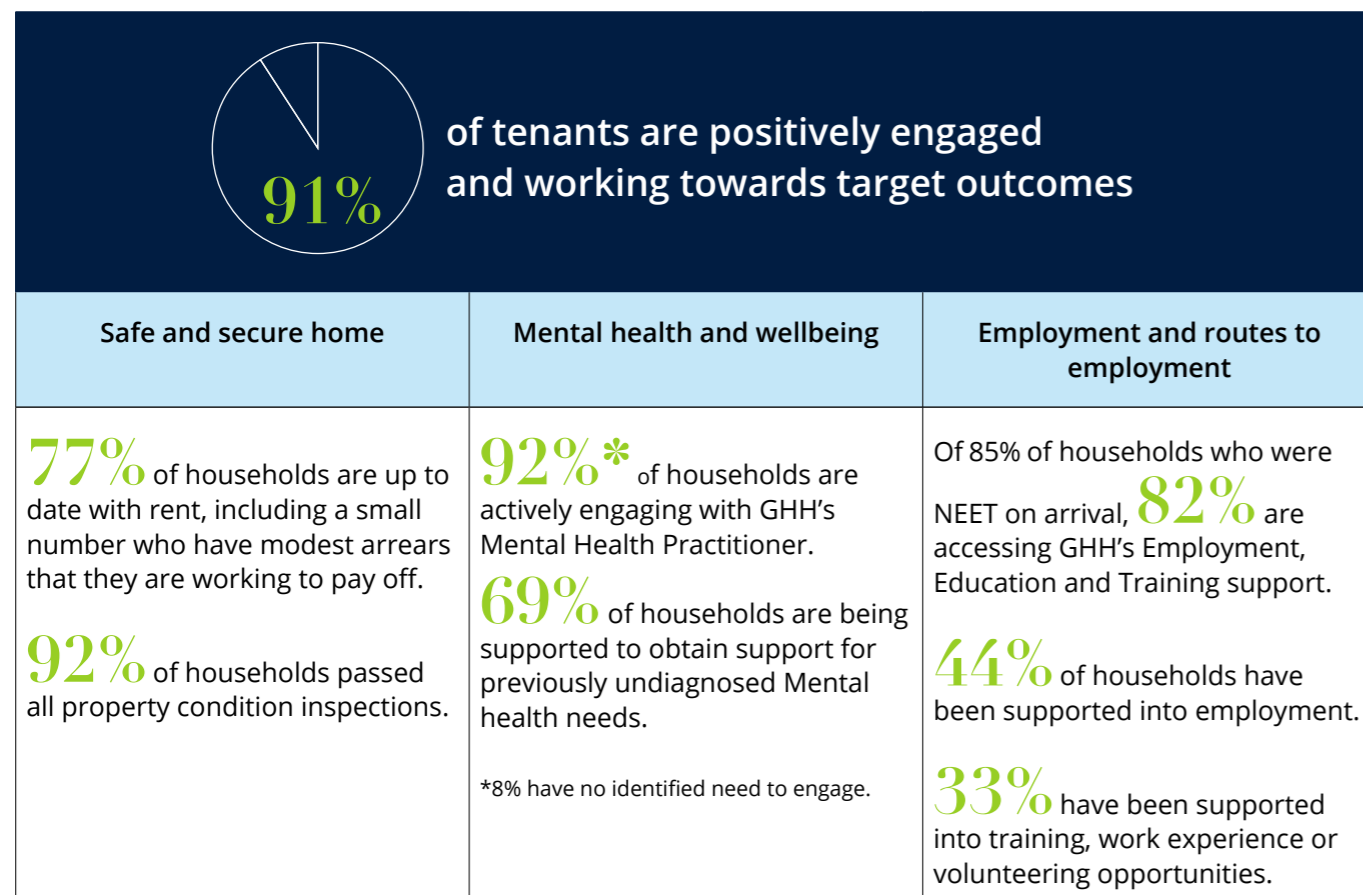 91%
of tenants are positively engaged
and working towards target outcomes
Safe and secure home
77% of households are up to
date with rent, including a small
number who have modest arrears
that they are working to pay off.
92% of households passed
all property condition inspections.
Mental health and wellbeing
92%* of households are
actively engaging with GHH’s
Mental Health Practitioner.
69% of households are being
supported to obtain support for
previously undiagnosed Mental
health needs.
*8% have no identified need to engage.
Employment and routes to
employment
Of 85% of households who were
NEET on arrival, 82% are
accessing GHH’s Employment,
Education and Training support.
44% of households have
been supported into employment.
33% have been supported
into training, work experience or
volunteering opportunities.